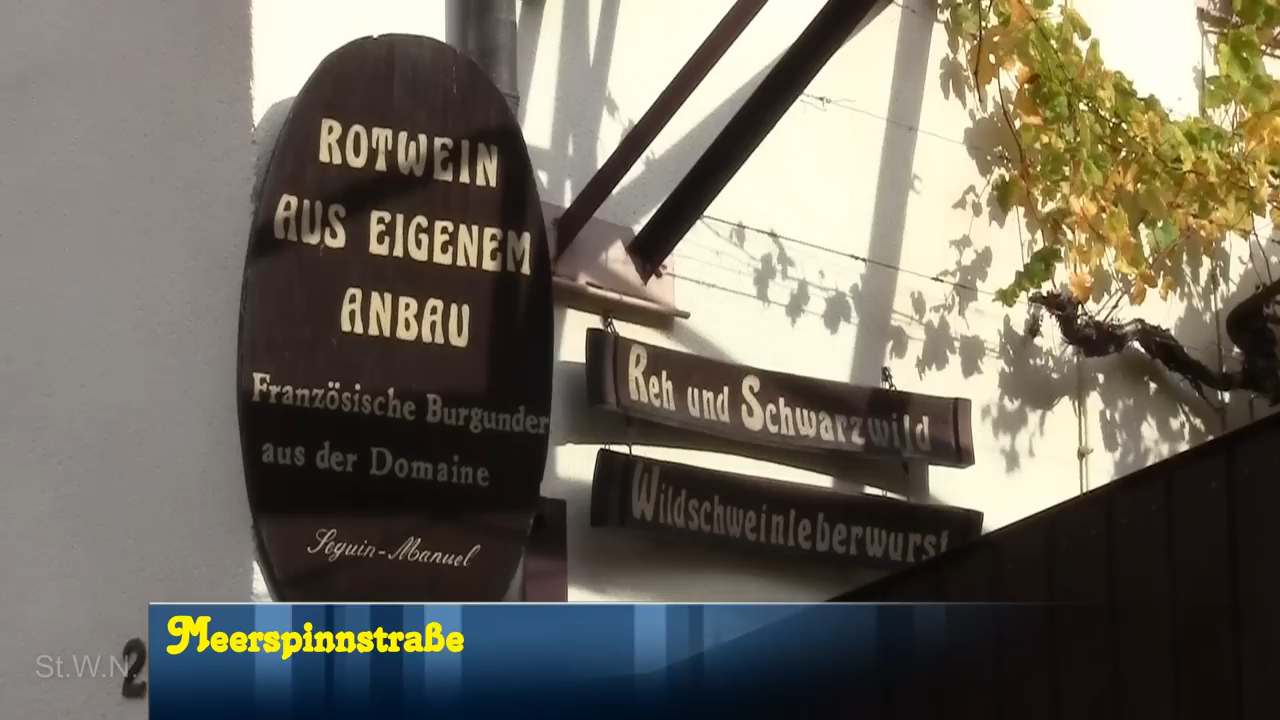 ROTWEIN
AUS EIGENEM
ANBAU
Französische Burgunder
aus der Domaine
Seguin-Manuel
Reh und Schwarzwild
Wildschweinleberwurst
Meerspinnstraße
St.W.N.
2